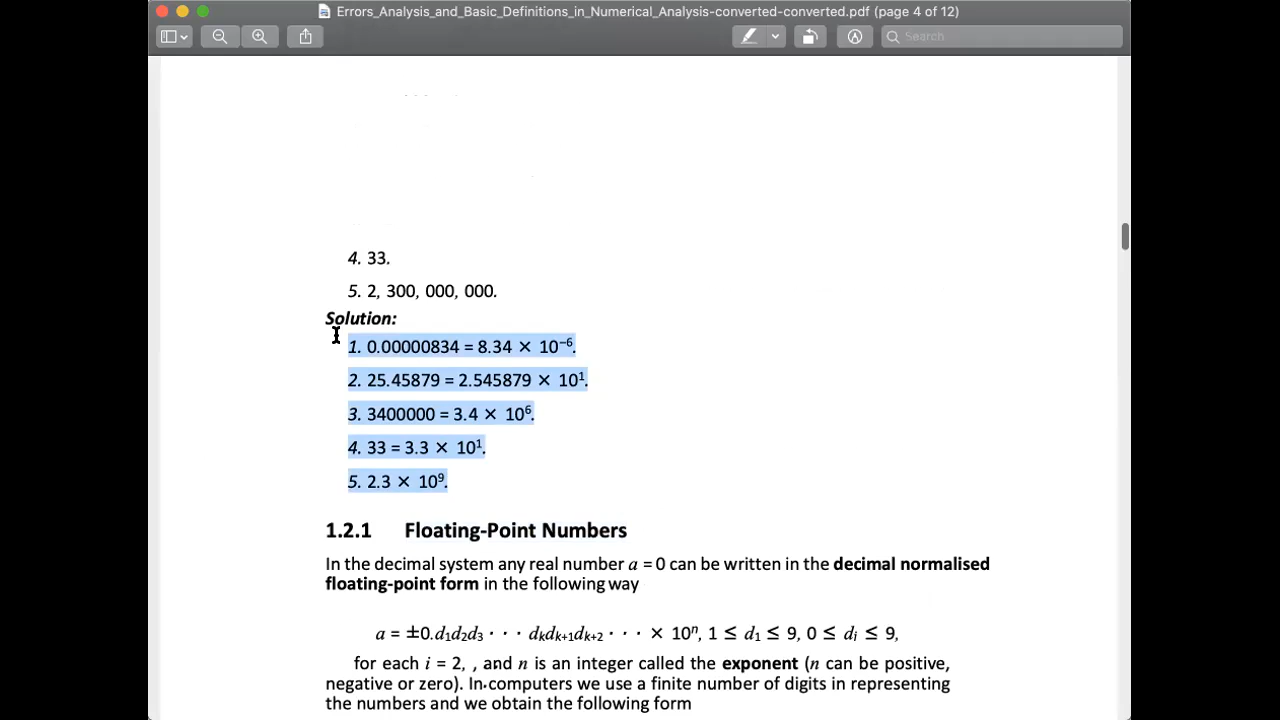 Errors_Analysis_and_Basic_Definitions_in_Numerical_Analysis-converted-converted.pdf (page 4 of 12)
Search
4. 33.
5. 2, 300, 000, 000.
Solution:
1. 0.00000834 = 8.34 × 10⁻⁶.
2. 25.45879 = 2.545879 × 10¹.
3. 3400000 = 3.4 × 10⁶.
4. 33 = 3.3 × 10¹.
5. 2.3 × 10⁹.
1.2.1 Floating-Point Numbers
In the decimal system any real number a = 0 can be written in the decimal normalised
floating-point form in the following way
a = ±0.d₁d₂d₃ · · · dₖdₖ₊₁dₖ₊₂ · · · × 10ⁿ, 1 ≤ d₁ ≤ 9, 0 ≤ dᵢ ≤ 9,
for each i = 2, , and n is an integer called the exponent (n can be positive,
negative or zero). In computers we use a finite number of digits in representing
the numbers and we obtain the following form